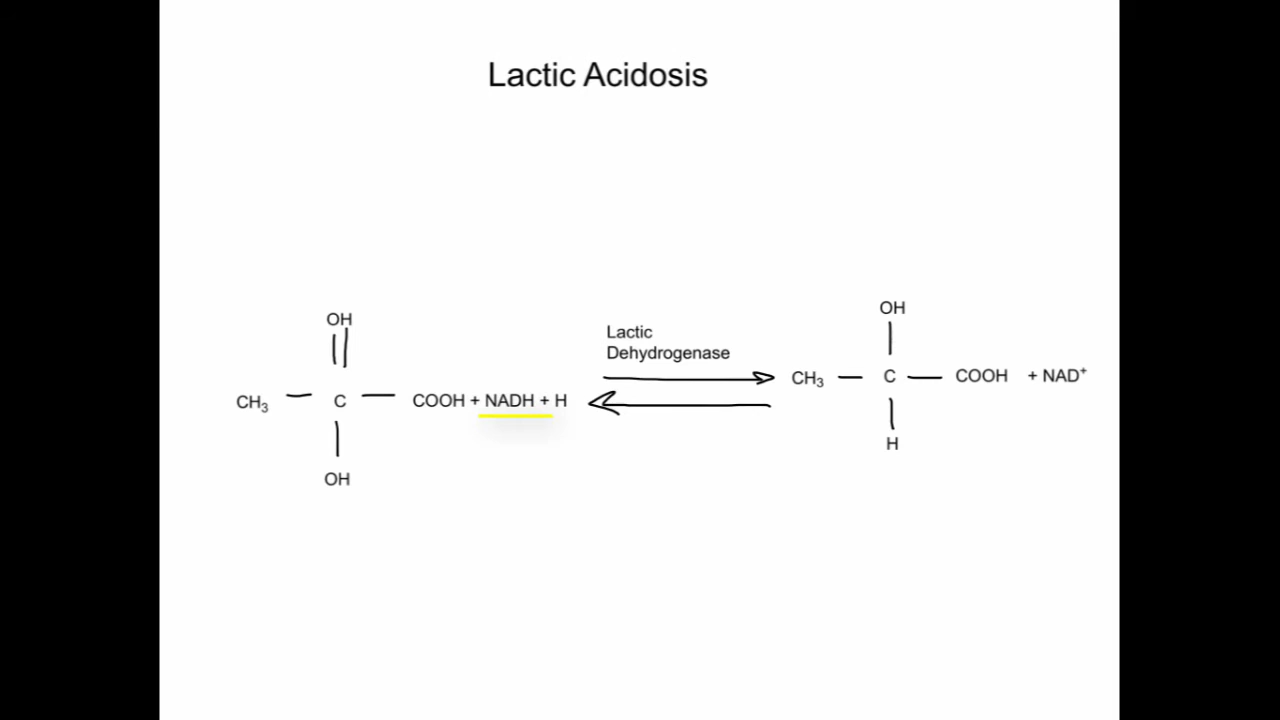 Lactic Acidosis
OH
CH₃ C COOH + NADH + H
OH
Lactic
Dehydrogenase
OH
CH₃ C COOH + NAD⁺
H